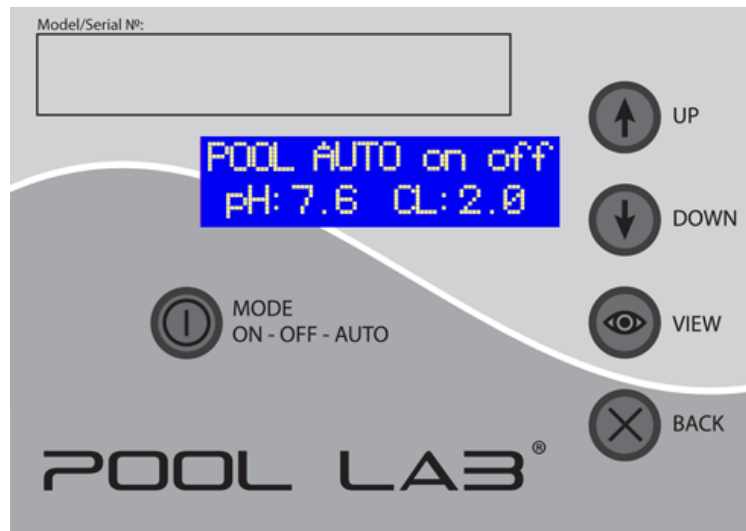 Model/Serial Nº:
POOL AUTO on off
pH:7.6 CL:2.0
UP
DOWN
MODE
ON - OFF - AUTO
VIEW
BACK
POOL LAB®